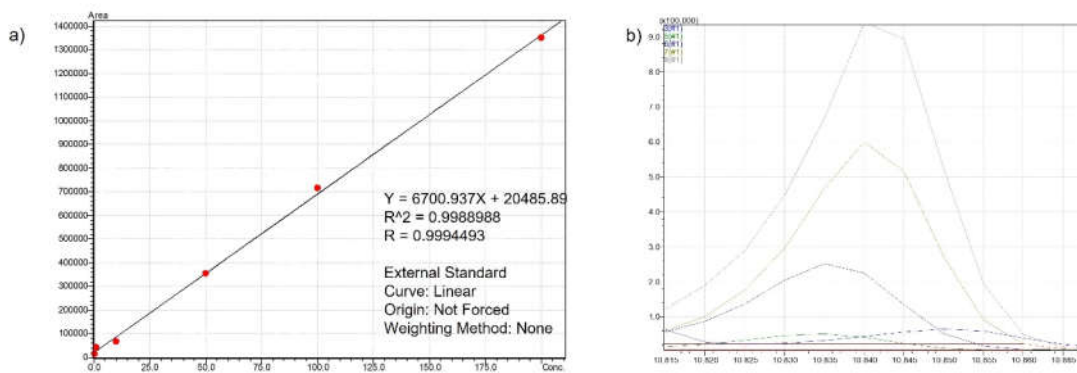 a)
Area
1400000
1300000
1200000
1100000
1000000
900000
800000
700000
600000
500000
400000
300000
200000
100000
0
0.0 25.0 50.0 75.0 100.0 125.0 150.0 175.0 Conc.
Y = 6700.937X + 20485.89
R^2 = 0.9988988
R = 0.9994493
External Standard
Curve: Linear
Origin: Not Forced
Weighting Method: None
b)
(x100,000)
9.0
8.0
7.0
6.0
5.0
4.0
3.0
2.0
1.0
10.815 10.820 10.825 10.830 10.835 10.840 10.845 10.850 10.855 10.860 10.865